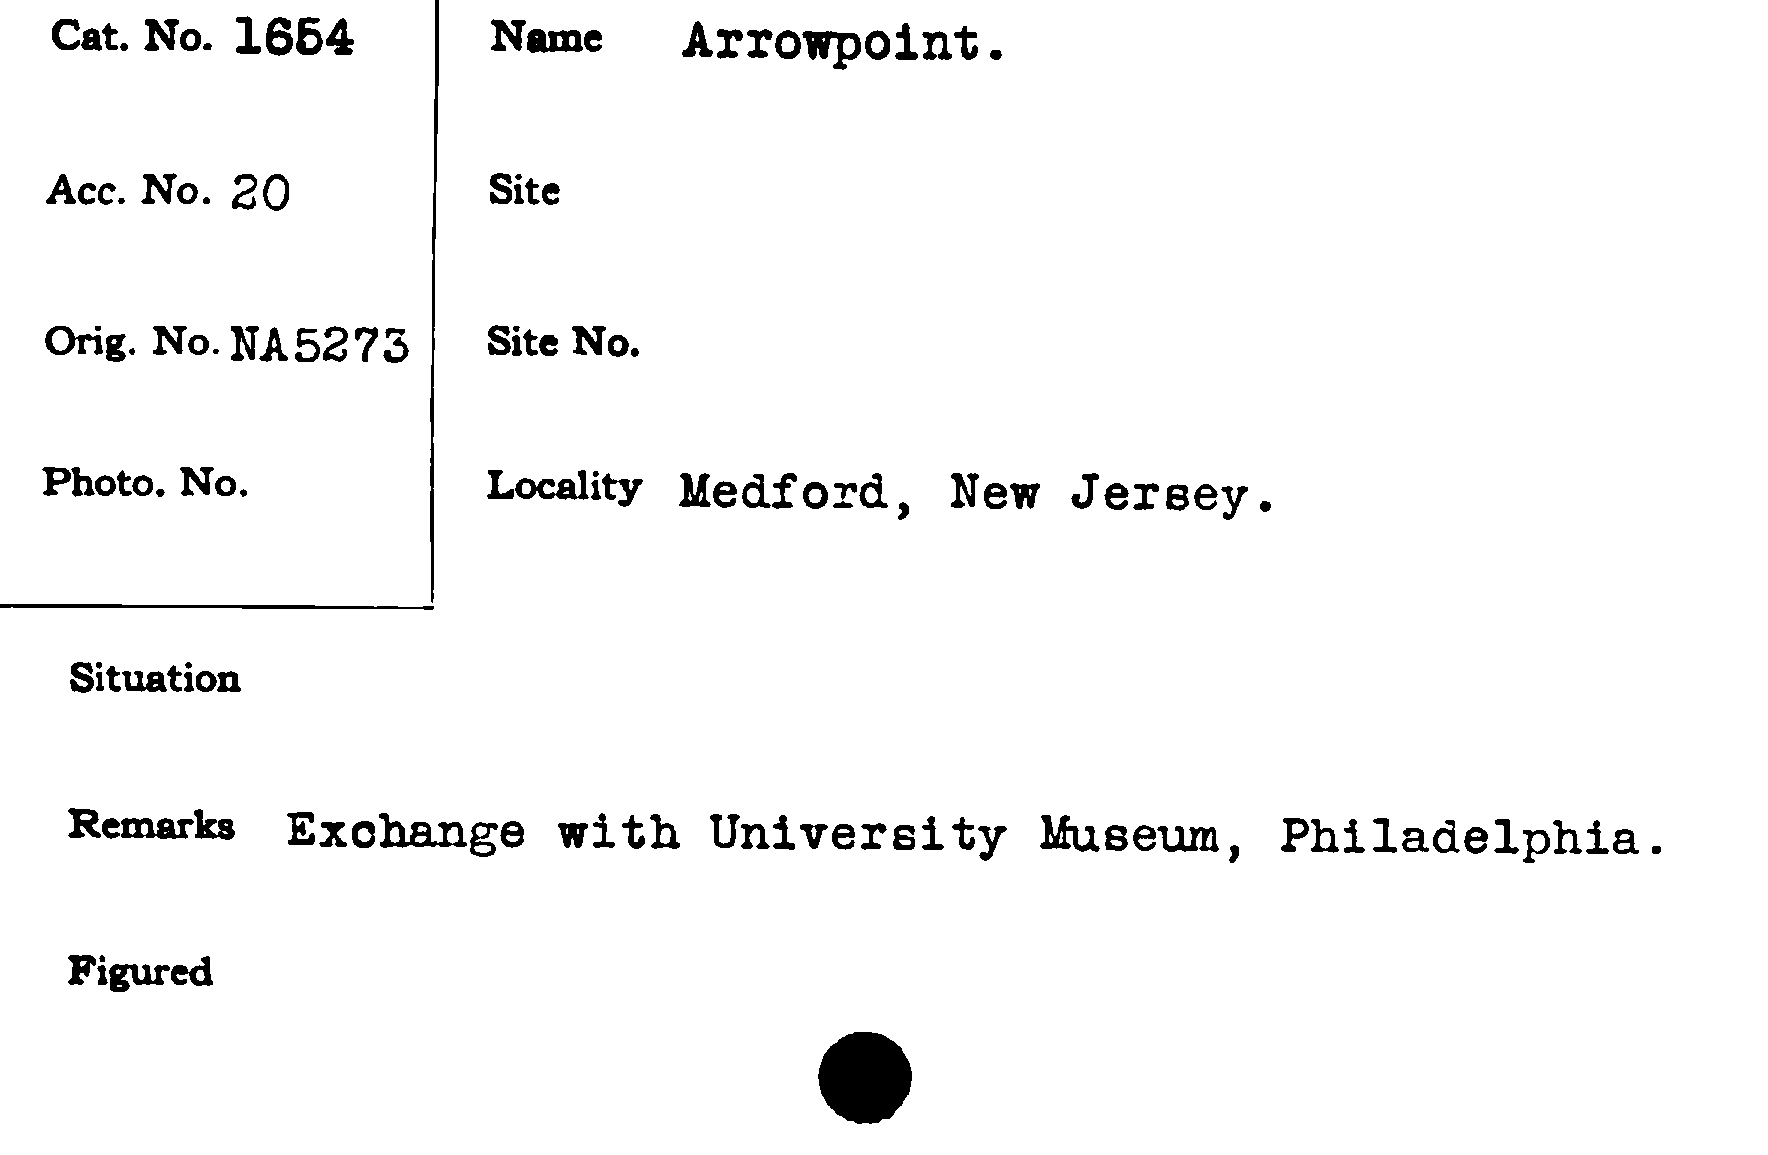 Cat. No. 1654
Name Arrowpoint.
Acc. No. 20
Site
Orig. No. NA5273
Site No.
Photo. No.
Locality Medford, New Jersey.
Situation
Remarks Exchange with University Museum, Philadelphia.
Figured